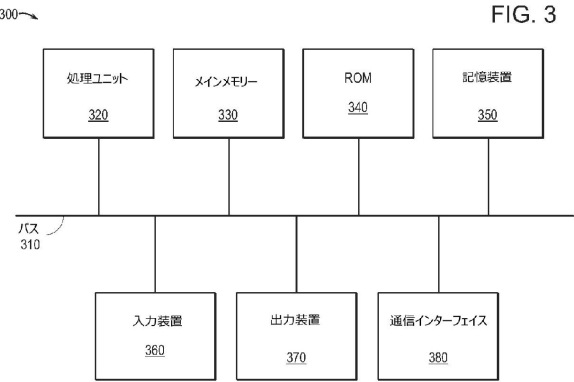 300
FIG. 3
処理ユニット
320
メインメモリー
330
ROM
340
記憶装置
350
バス
310
入力装置
360
出力装置
370
通信インターフェイス
380